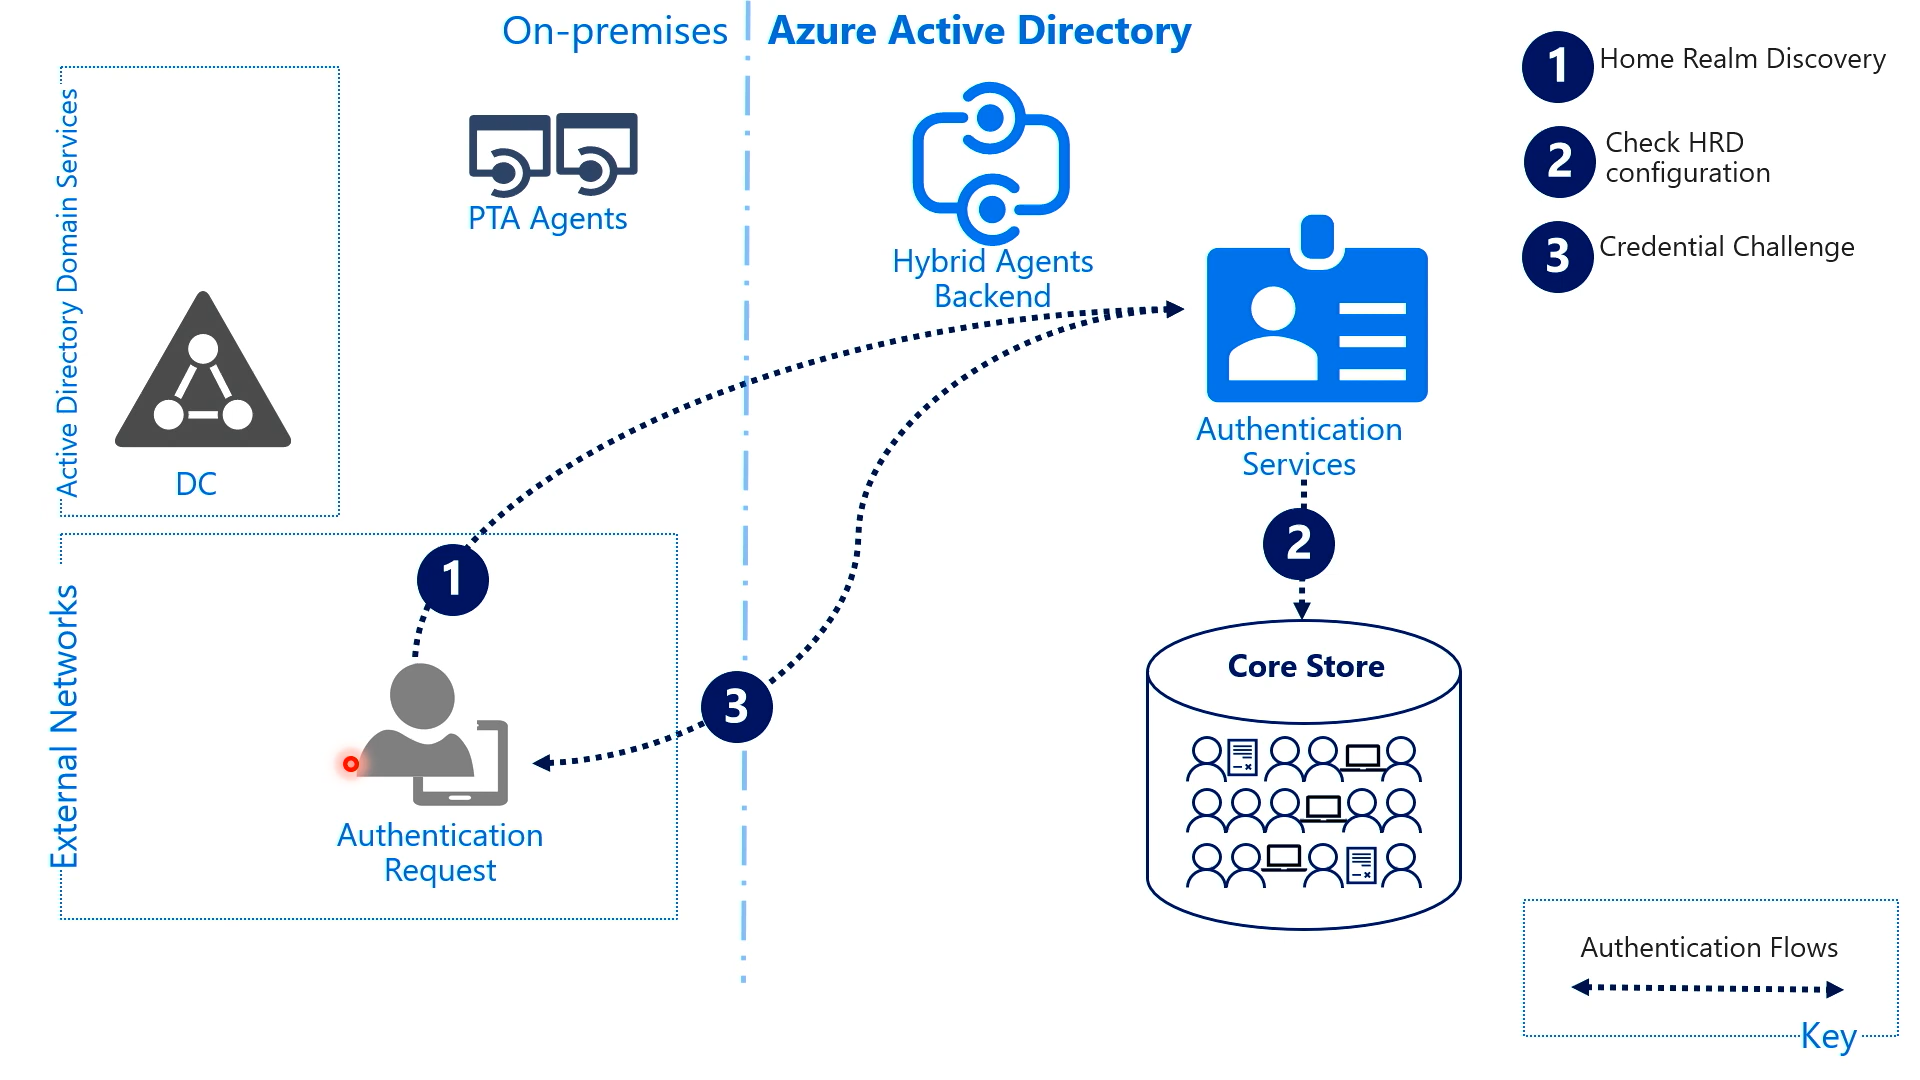 On-premises
Azure Active Directory
1 Home Realm Discovery
2 Check HRD
configuration
3 Credential Challenge
Active Directory Domain Services
PTA Agents
Hybrid Agents
Backend
DC
Authentication
Services
1
2
3
External Networks
Core Store
Authentication
Request
Authentication Flows
Key